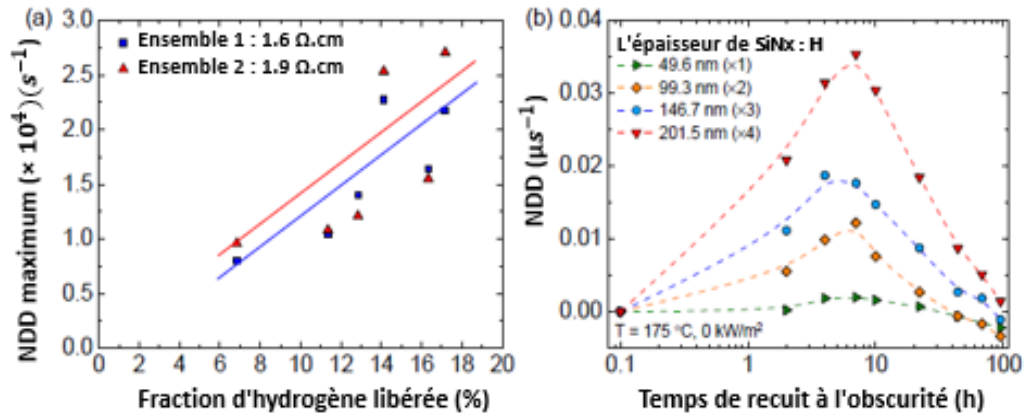 (a)
NDD maximum (× 10⁴)(s⁻¹)
3.0
2.5
2.0
1.5
1.0
0.5
0.0
Ensemble 1 : 1.6 Ω.cm
Ensemble 2 : 1.9 Ω.cm
0 2 4 6 8 10 12 14 16 18 20
Fraction d'hydrogène libérée (%)
(b)
NDD (µs⁻¹)
0.04
0.03
0.02
0.01
0.00
L'épaisseur de SiNx : H
49.6 nm (×1)
99.3 nm (×2)
146.7 nm (×3)
201.5 nm (×4)
T = 175 °C, 0 kW/m²
0.1 1 10 100
Temps de recuit à l'obscurité (h)